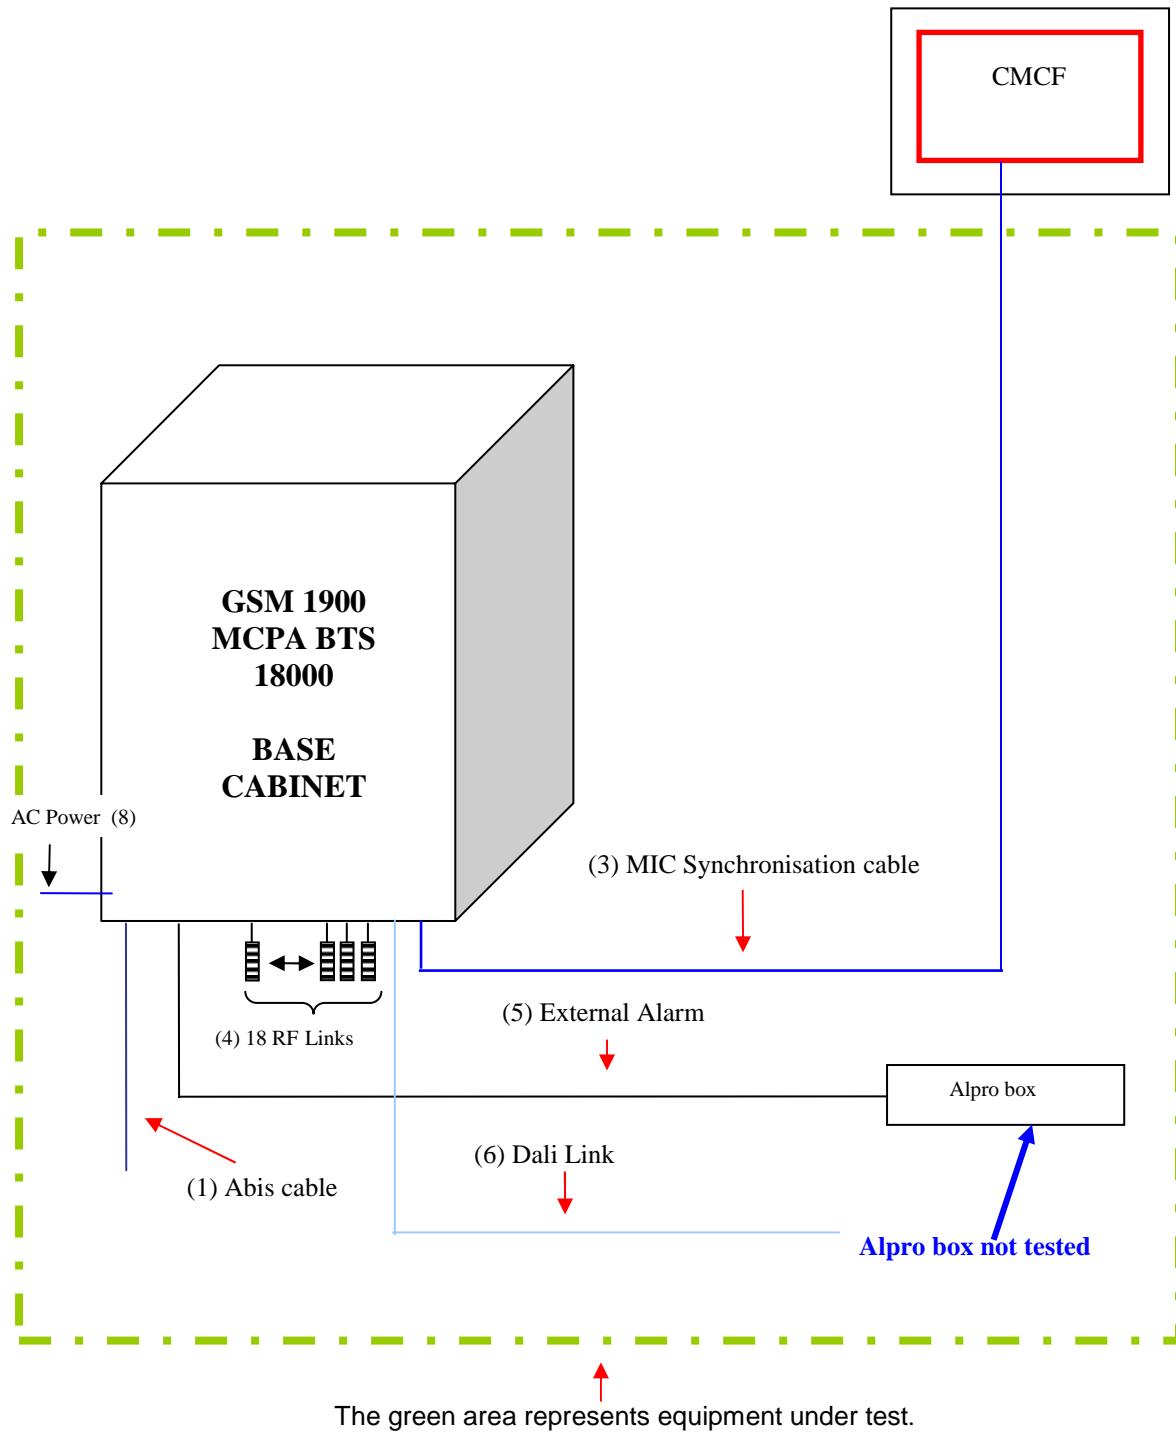 CMCF
GSM 1900
MCPA BTS
18000
BASE
CABINET
AC Power (8)
(3) MIC Synchronisation cable
(5) External Alarm
(4) 18 RF Links
Alpro box
(6) Dali Link
(1) Abis cable
Alpro box not tested
The green area represents equipment under test.